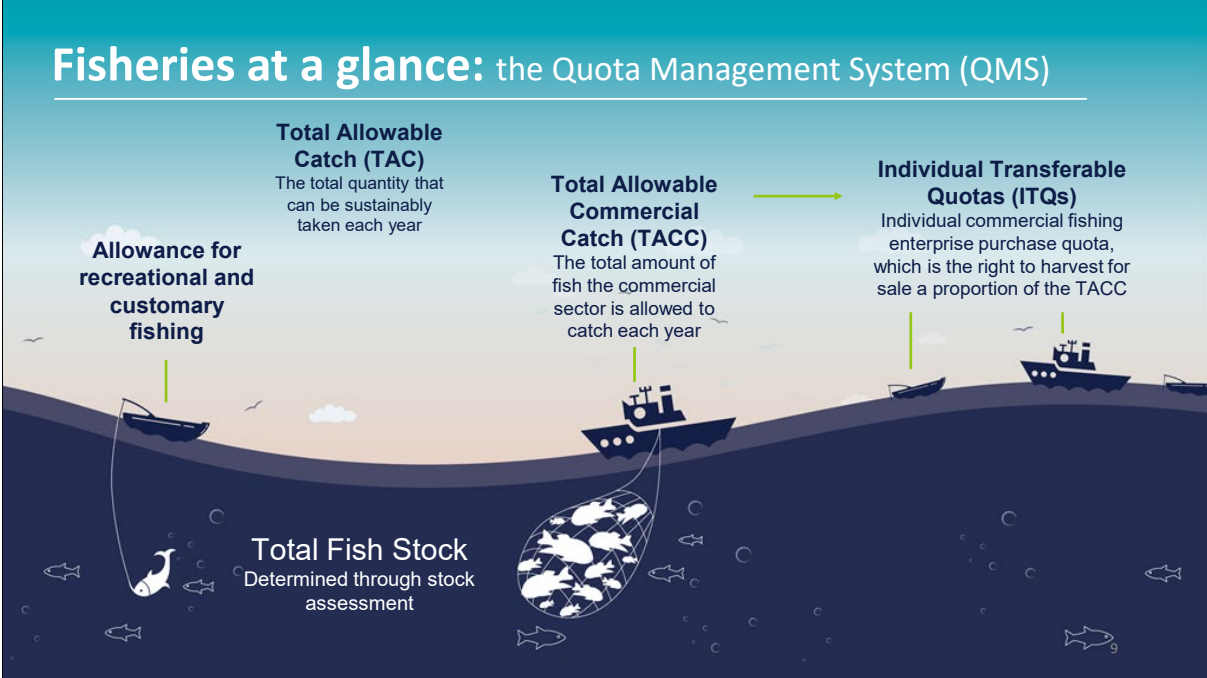 Fisheries at a glance: the Quota Management System (QMS)
Total Allowable
Catch (TAC)
The total quantity that
can be sustainably
taken each year
Allowance for
recreational and
customary
fishing
Total Allowable
Commercial
Catch (TACC)
The total amount of
fish the commercial
sector is allowed to
catch each year
Individual Transferable
Quotas (ITQs)
Individual commercial fishing
enterprise purchase quota,
which is the right to harvest for
sale a proportion of the TACC
Total Fish Stock
Determined through stock
assessment
9